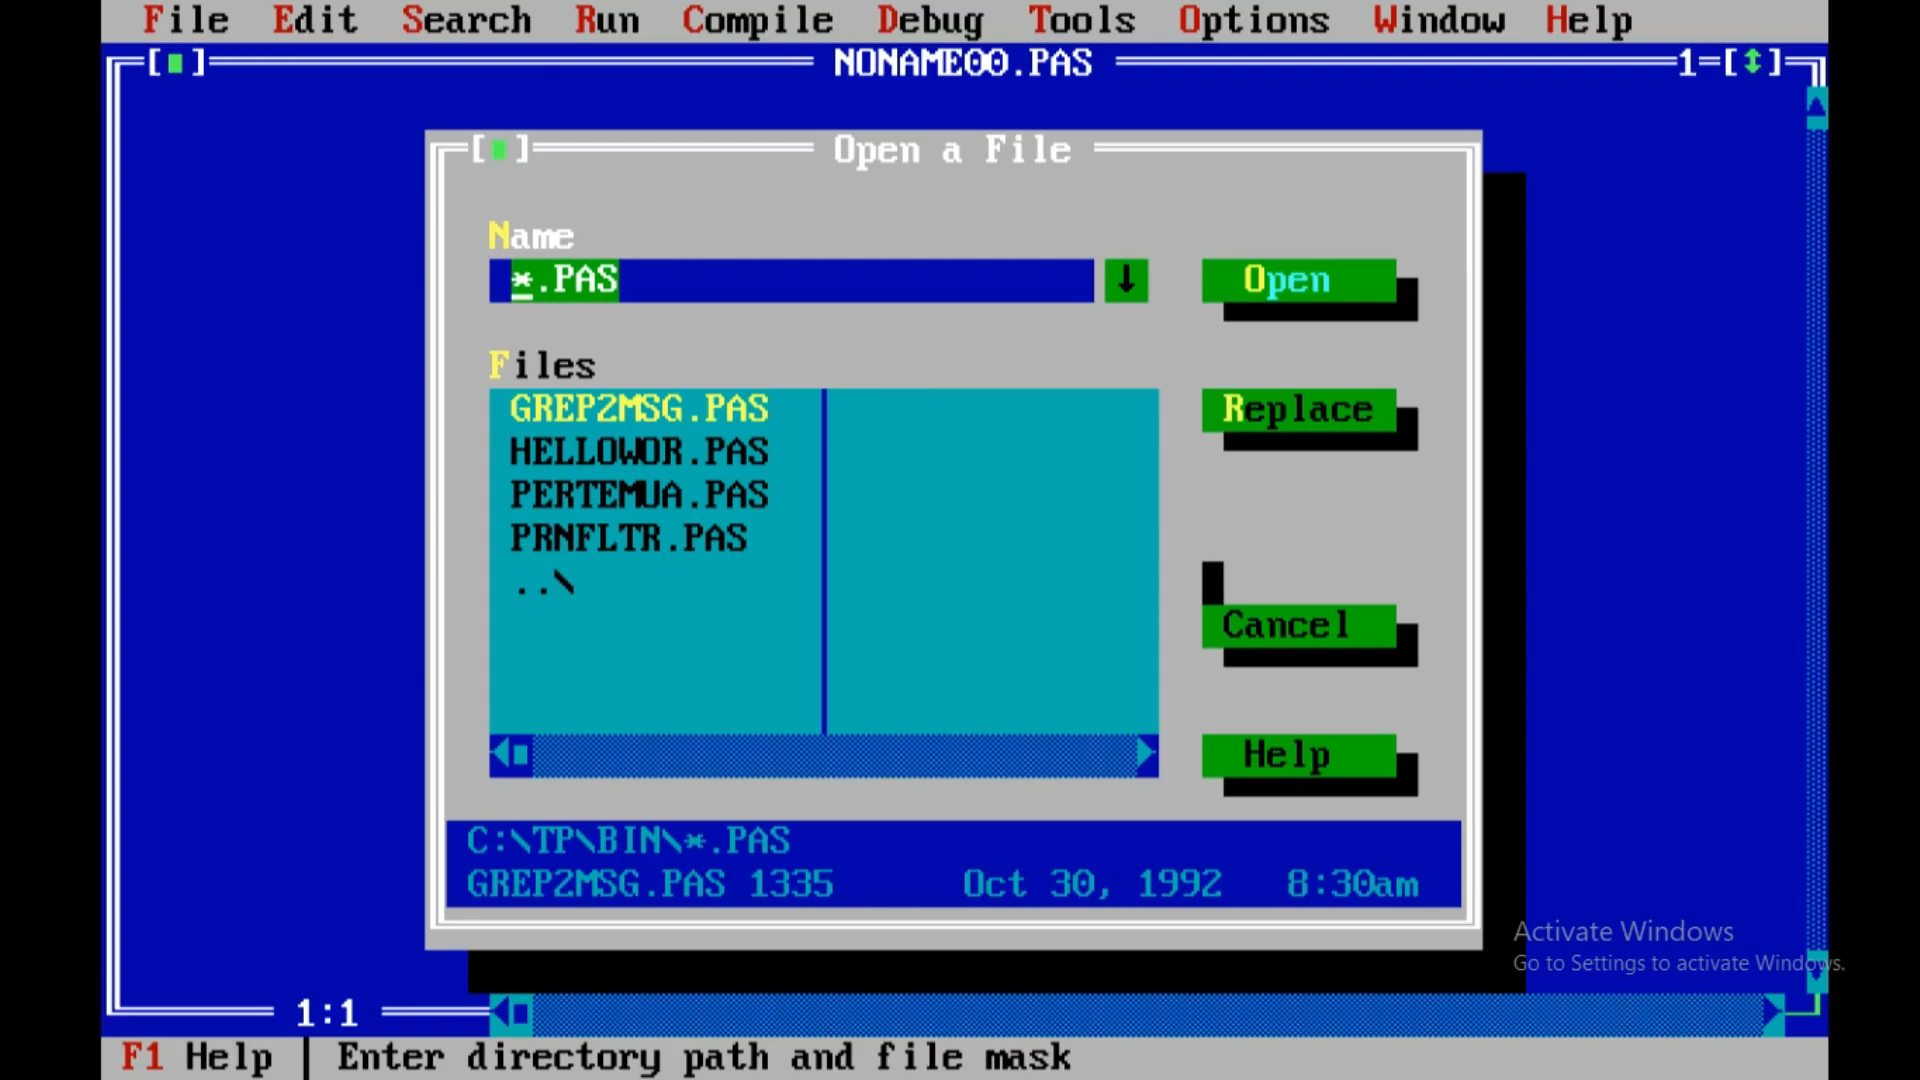 File Edit Search Run Compile Debug Tools Options Window Help
NONAME00.PAS 1
Open a File
Name
*.PAS
Open
Files
GREP2MSG.PAS
Replace
HELLOWOR.PAS
PERTEMUA.PAS
PRNFLTR.PAS
..\
Cancel
Help
C:\TP\BIN\*.PAS
GREP2MSG.PAS 1335 Oct 30, 1992 8:30am
Activate Windows
Go to Settings to activate Windows.
1:1
F1 Help | Enter directory path and file mask